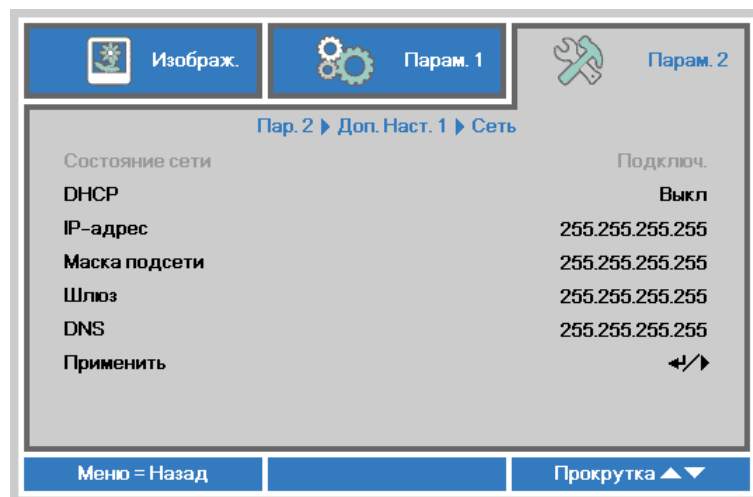 Изображ. Парам. 1 Парам. 2
Пар. 2 ▶ Доп. Наст. 1 ▶ Сеть
Состояние сети Подключ.
DHCP Выкл
IP-адрес 255.255.255.255
Маска подсети 255.255.255.255
Шлюз 255.255.255.255
DNS 255.255.255.255
Применить ↵/▶
Меню = Назад Прокрутка ▲▼